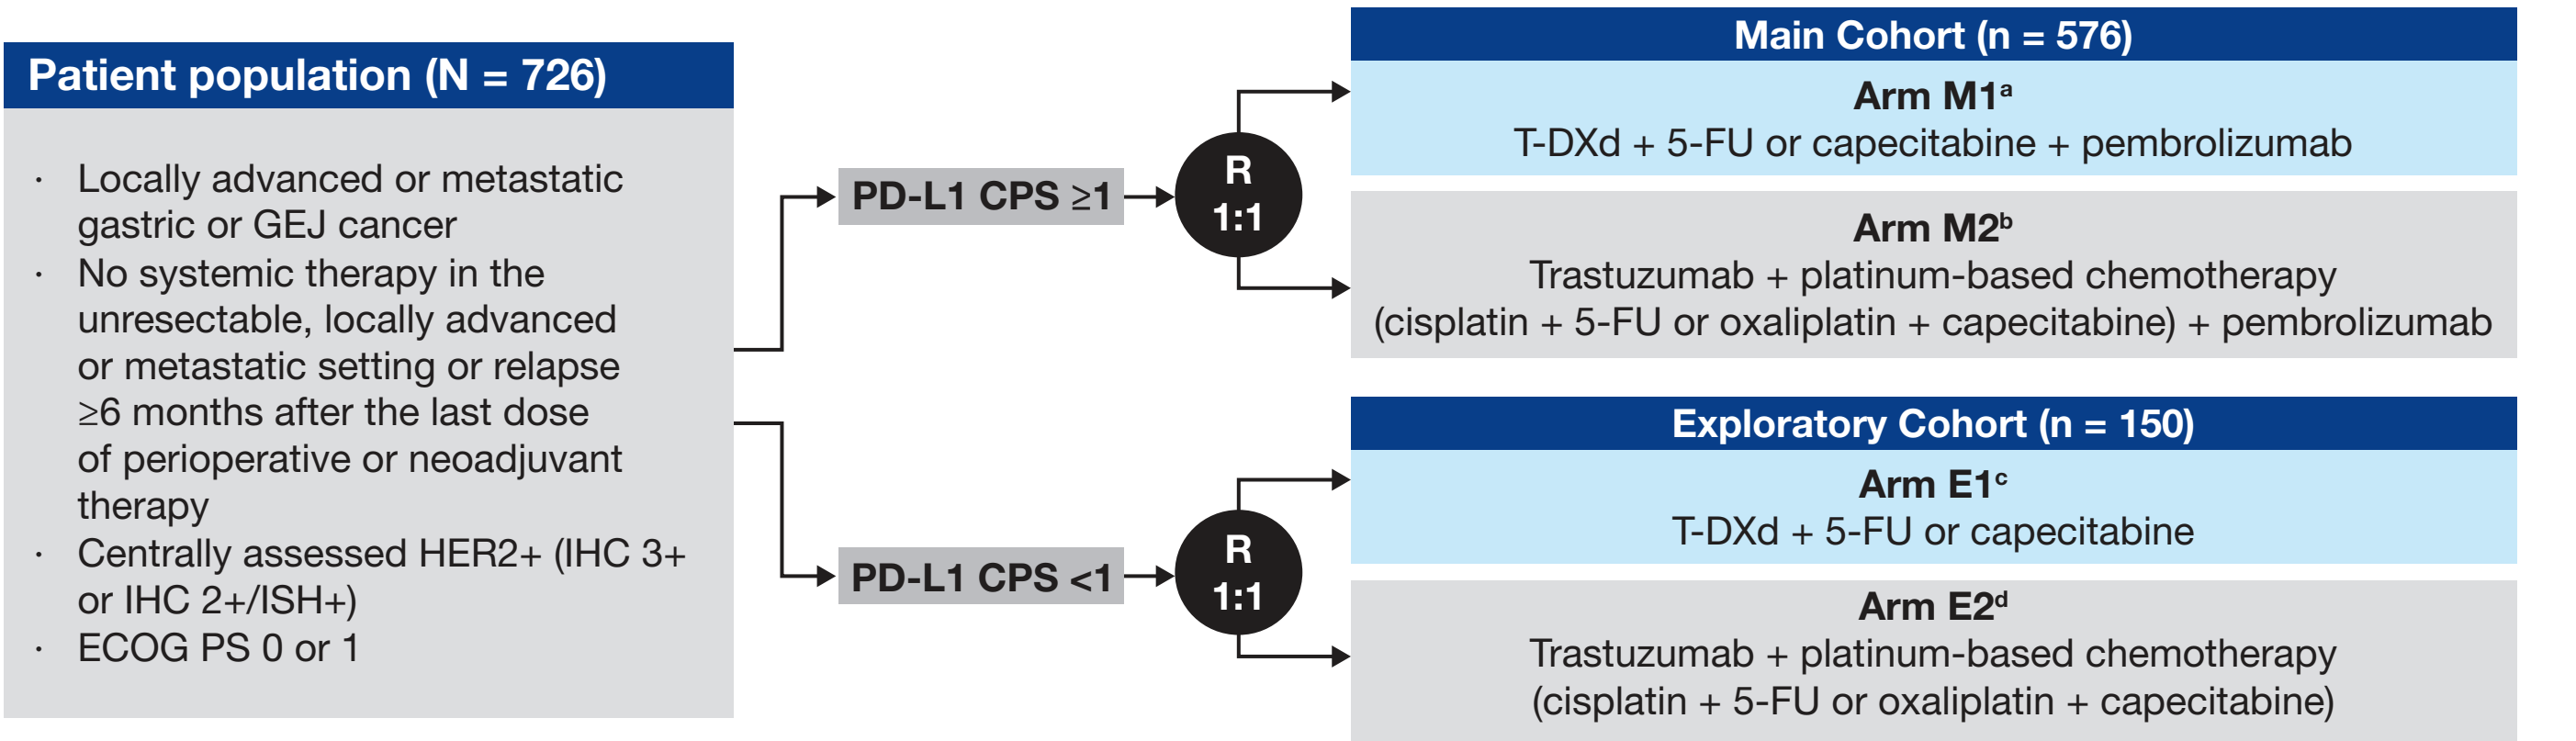 Patient population (N = 726)
· Locally advanced or metastatic
gastric or GEJ cancer
· No systemic therapy in the
unresectable, locally advanced
or metastatic setting or relapse
≥6 months after the last dose
of perioperative or neoadjuvant
therapy
· Centrally assessed HER2+ (IHC 3+
or IHC 2+/ISH+)
· ECOG PS 0 or 1
PD-L1 CPS ≥1
R
1:1
Main Cohort (n = 576)
Arm M1ᵃ
T-DXd + 5-FU or capecitabine + pembrolizumab
Arm M2ᵇ
Trastuzumab + platinum-based chemotherapy
(cisplatin + 5-FU or oxaliplatin + capecitabine) + pembrolizumab
PD-L1 CPS <1
R
1:1
Exploratory Cohort (n = 150)
Arm E1ᶜ
T-DXd + 5-FU or capecitabine
Arm E2ᵈ
Trastuzumab + platinum-based chemotherapy
(cisplatin + 5-FU or oxaliplatin + capecitabine)